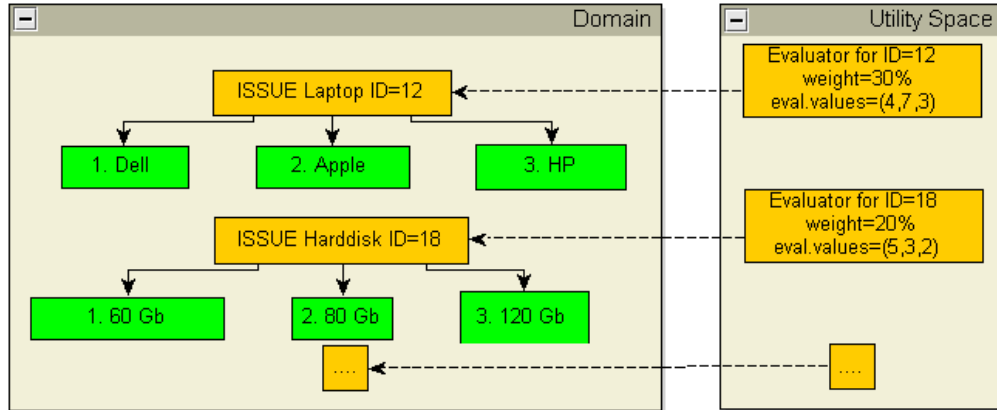 Domain
ISSUE Laptop ID=12
1. Dell
2. Apple
3. HP
ISSUE Harddisk ID=18
1. 60 Gb
2. 80 Gb
3. 120 Gb
....
Utility Space
Evaluator for ID=12
weight=30%
eval.values=(4,7,3)
Evaluator for ID=18
weight=20%
eval.values=(5,3,2)
....